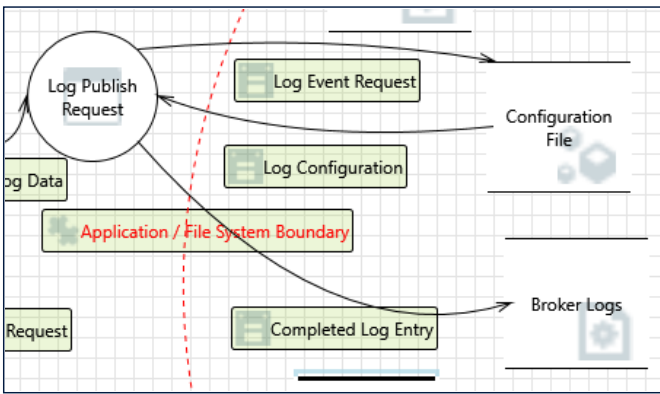 Log Publish
Request
Log Event Request
Configuration
File
Log Configuration
og Data
Application / File System Boundary
Broker Logs
Request
Completed Log Entry